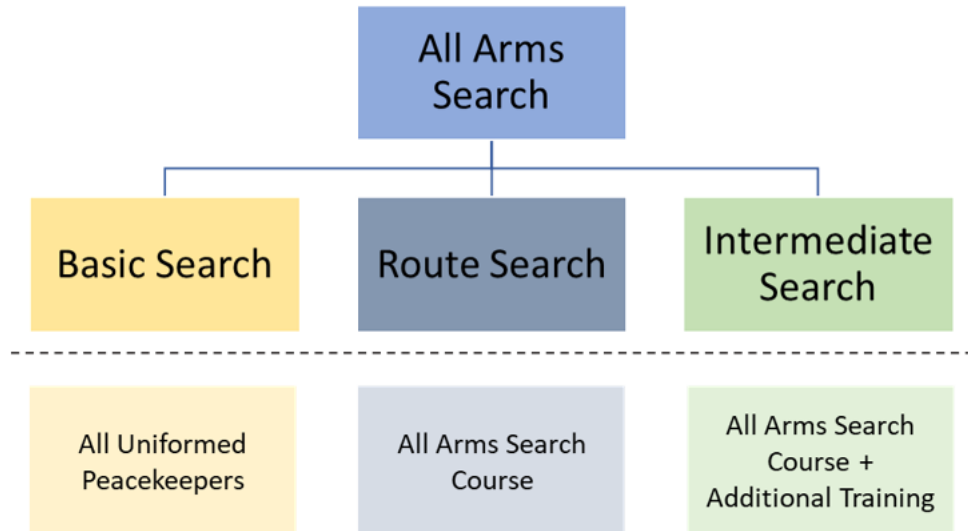 All Arms
Search
Basic Search
Route Search
Intermediate
Search
All Uniformed
Peacekeepers
All Arms Search
Course
All Arms Search
Course +
Additional Training